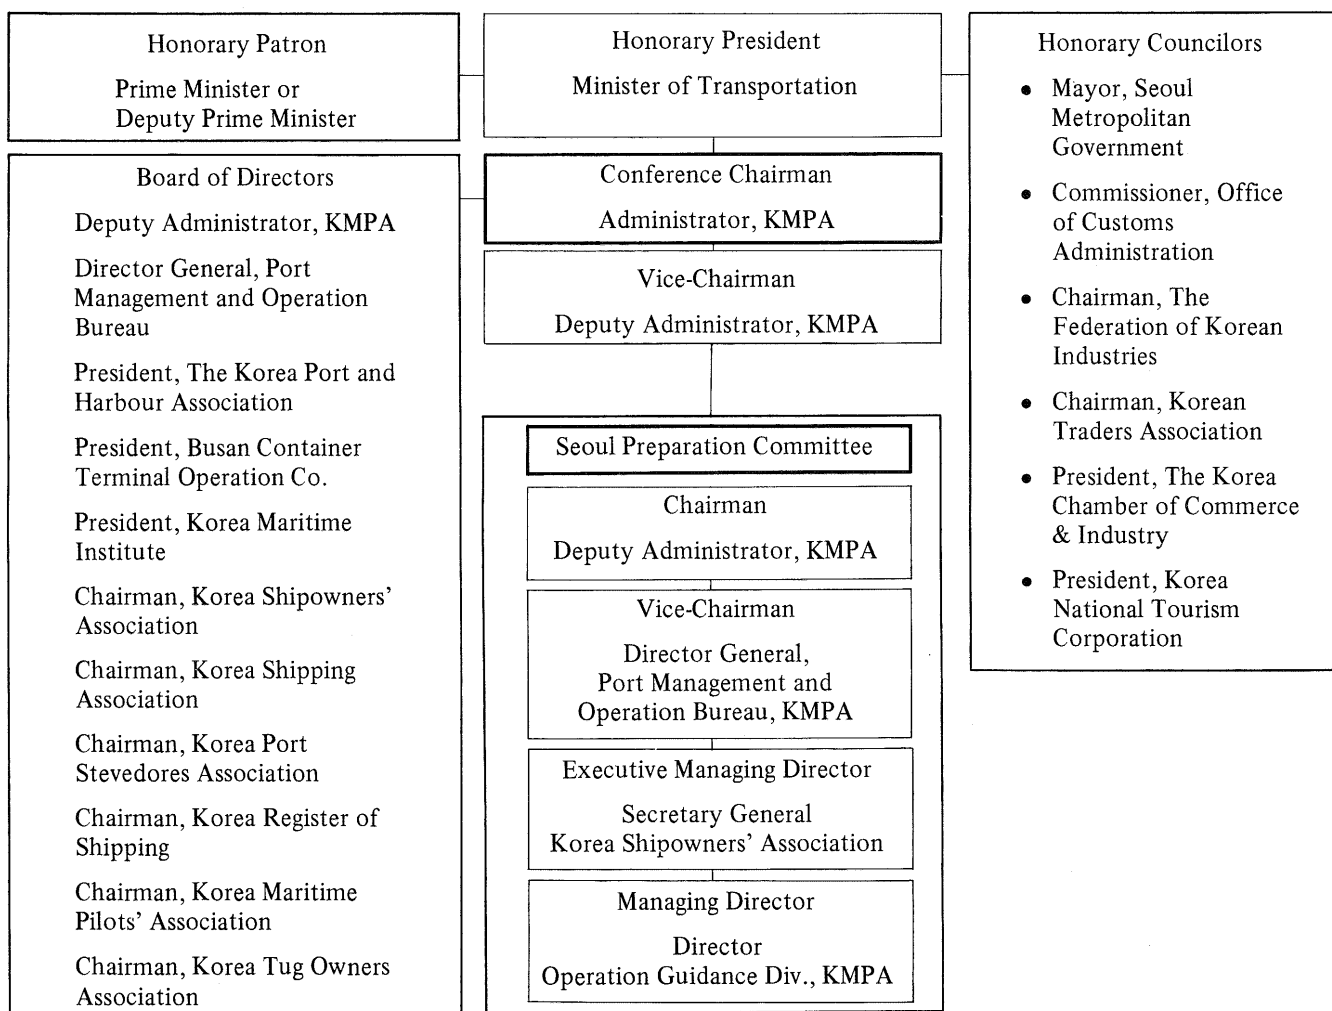 Honorary Patron
Prime Minister or
Deputy Prime Minister
Honorary President
Minister of Transportation
Honorary Councilors
• Mayor, Seoul
Metropolitan
Government
• Commissioner, Office
of Customs
Administration
• Chairman, The
Federation of Korean
Industries
• Chairman, Korean
Traders Association
• President, The Korea
Chamber of Commerce
& Industry
• President, Korea
National Tourism
Corporation
Board of Directors
Deputy Administrator, KMPA
Director General, Port
Management and Operation
Bureau
President, The Korea Port and
Harbour Association
President, Busan Container
Terminal Operation Co.
President, Korea Maritime
Institute
Chairman, Korea Shipowners’
Association
Chairman, Korea Shipping
Association
Chairman, Korea Port
Stevedores Association
Chairman, Korea Register of
Shipping
Chairman, Korea Maritime
Pilots’ Association
Chairman, Korea Tug Owners
Association
Conference Chairman
Administrator, KMPA
Vice-Chairman
Deputy Administrator, KMPA
Seoul Preparation Committee
Chairman
Deputy Administrator, KMPA
Vice-Chairman
Director General,
Port Management and
Operation Bureau, KMPA
Executive Managing Director
Secretary General
Korea Shipowners’ Association
Managing Director
Director
Operation Guidance Div., KMPA